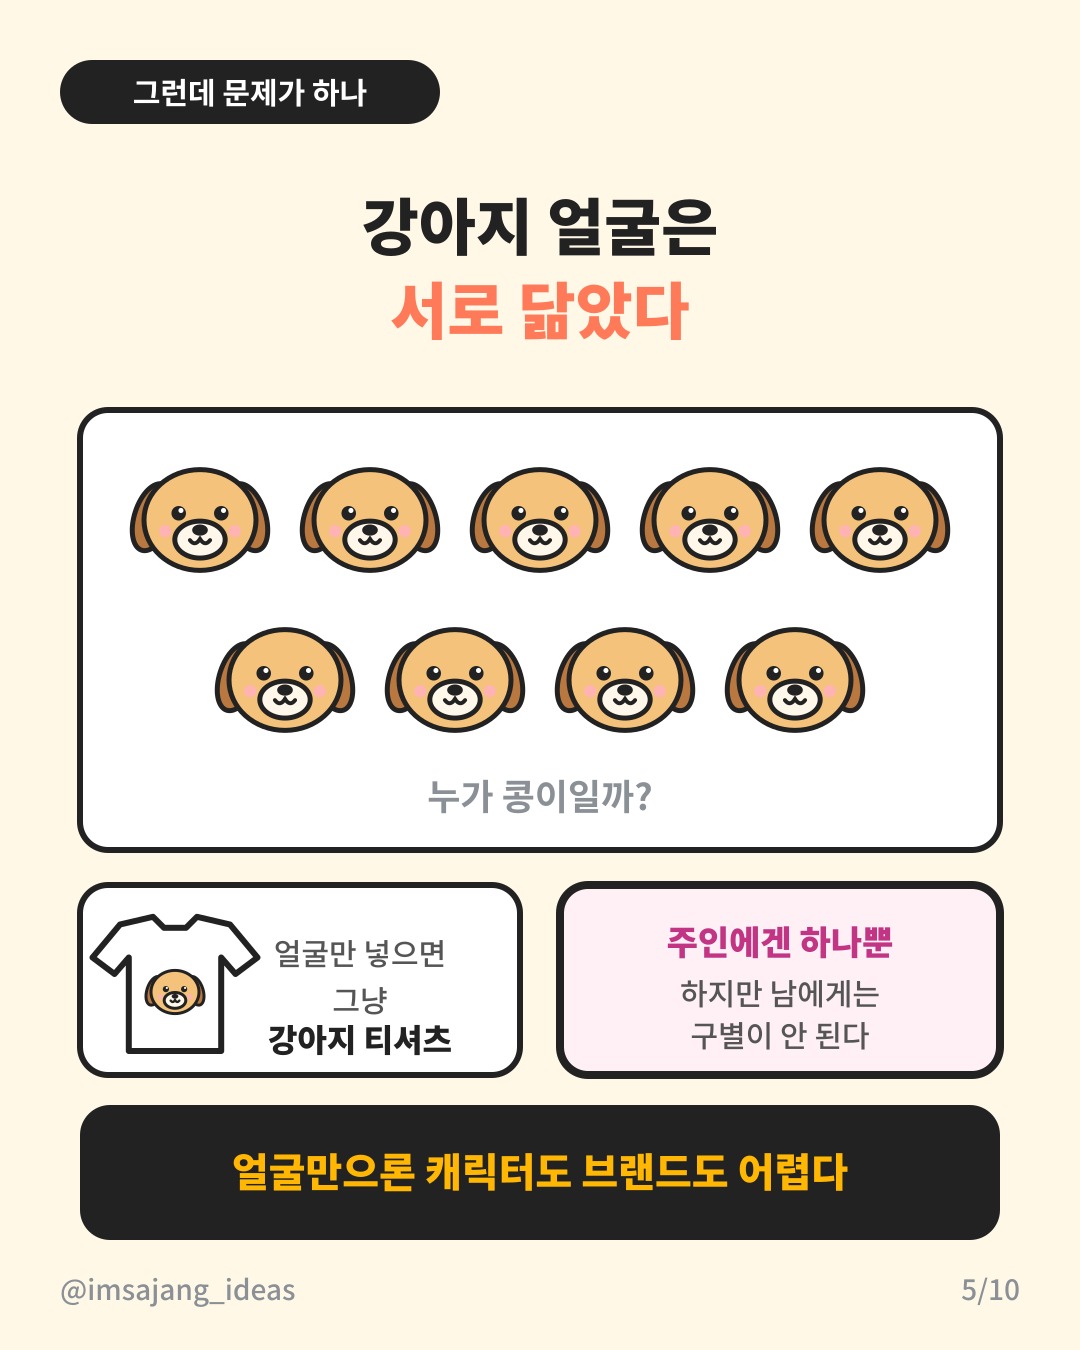 그런데 문제가 하나
강아지 얼굴은
서로 닮았다
누가 콩이일까?
얼굴만 넣으면
그냥
강아지 티셔츠
주인에겐 하나뿐
하지만 남에게는
구별이 안 된다
얼굴만으론 캐릭터도 브랜드도 어렵다
@imsajang_ideas
5/10